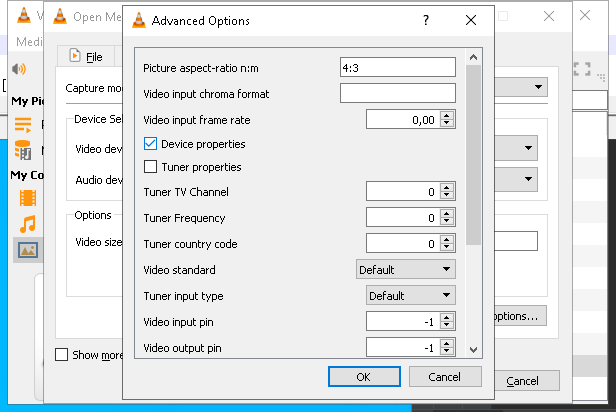 V
Open Me
Advanced Options
?
Medi
File
My Pi
My Co
Capture mo
Device Sel
Video dev
Audio dev
Options
Video size
Show more
Picture aspect-ratio n:m
4:3
Video input chroma format
Video input frame rate
0,00
Device properties
Tuner properties
Tuner TV Channel
0
Tuner Frequency
0
Tuner country code
0
Video standard
Default
Tuner input type
Default
Video input pin
-1
Video output pin
-1
OK
Cancel
options...
Cancel